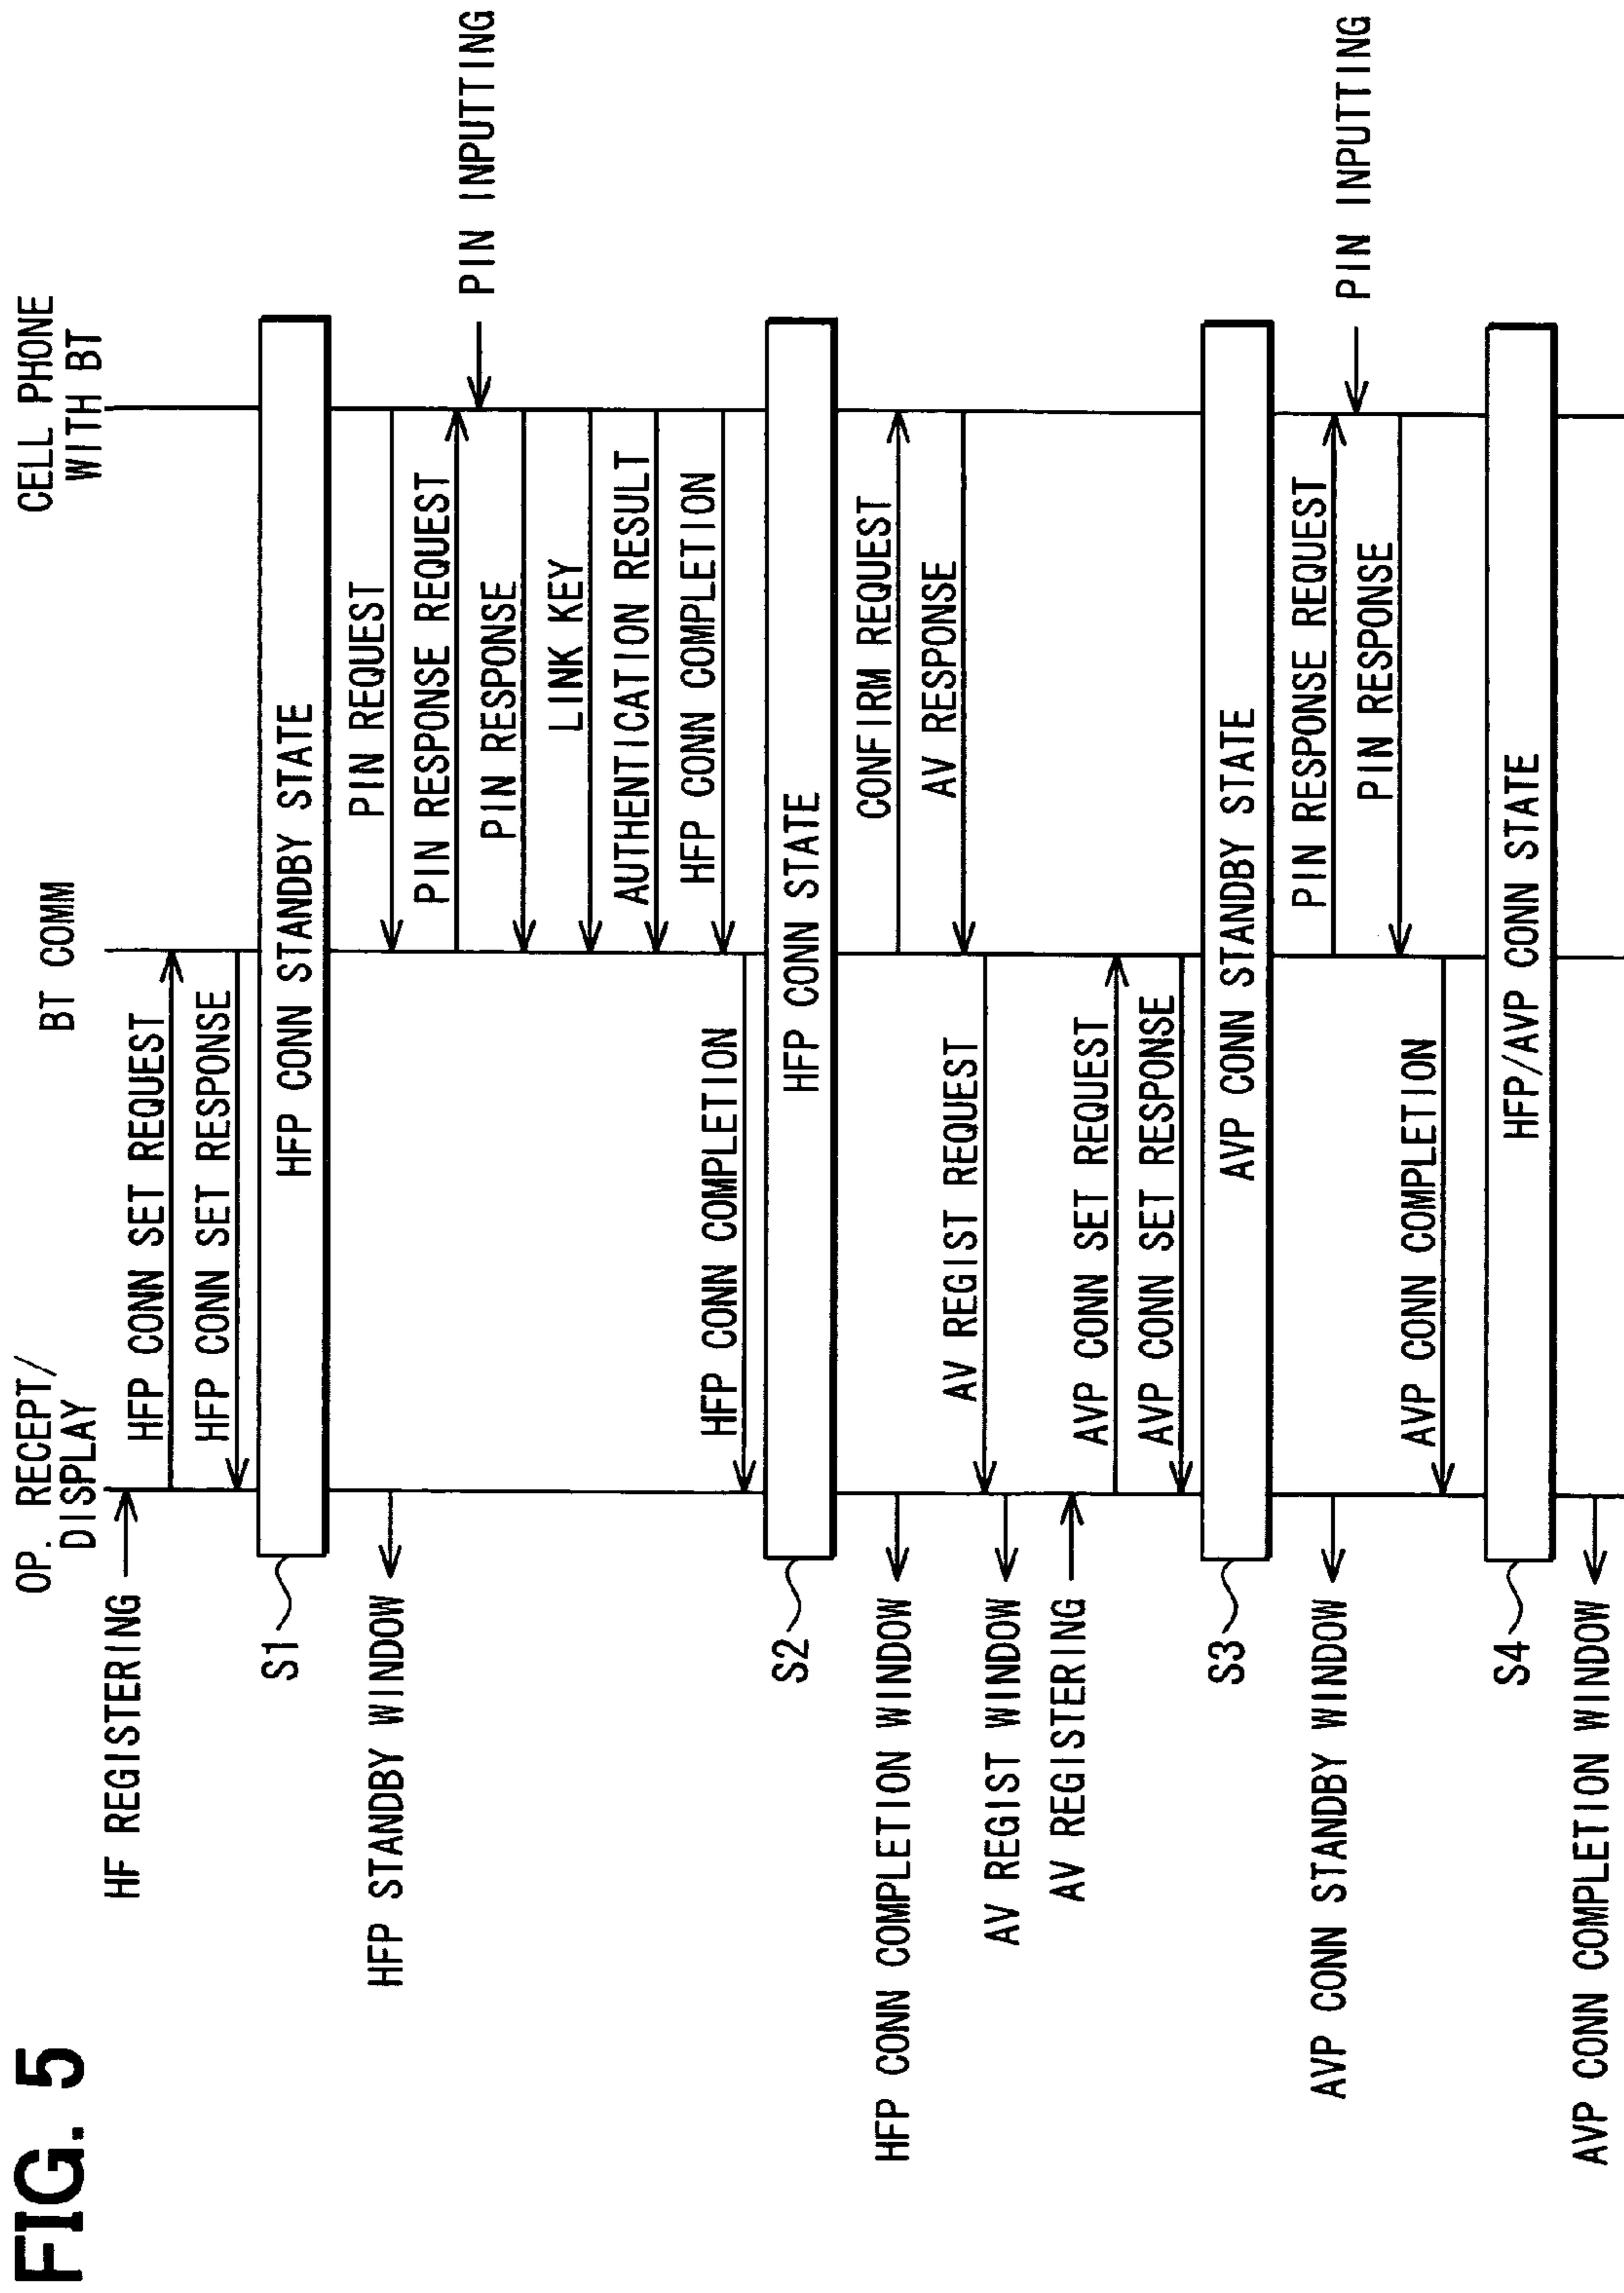 FIG. 5
OP. RECEPT/
DISPLAY
BT COMM
CELL PHONE
WITH BT
HF REGISTERING
HFP CONN SET REQUEST
HFP CONN SET RESPONSE
S1
HFP CONN STANDBY STATE
HFP STANDBY WINDOW
PIN REQUEST
PIN RESPONSE REQUEST
PIN INPUTTING
PIN RESPONSE
LINK KEY
AUTHENTICATION RESULT
HFP CONN COMPLETION
HFP CONN COMPLETION
S2
HFP CONN STATE
HFP CONN COMPLETION WINDOW
CONFIRM REQUEST
AV RESPONSE
AV REGIST REQUEST
AV REGIST WINDOW
AV REGISTERING
AVP CONN SET REQUEST
AVP CONN SET RESPONSE
S3
AVP CONN STANDBY STATE
AVP CONN STANDBY WINDOW
PIN RESPONSE REQUEST
PIN INPUTTING
PIN RESPONSE
AVP CONN COMPLETION
S4
HFP/AVP CONN STATE
AVP CONN COMPLETION WINDOW